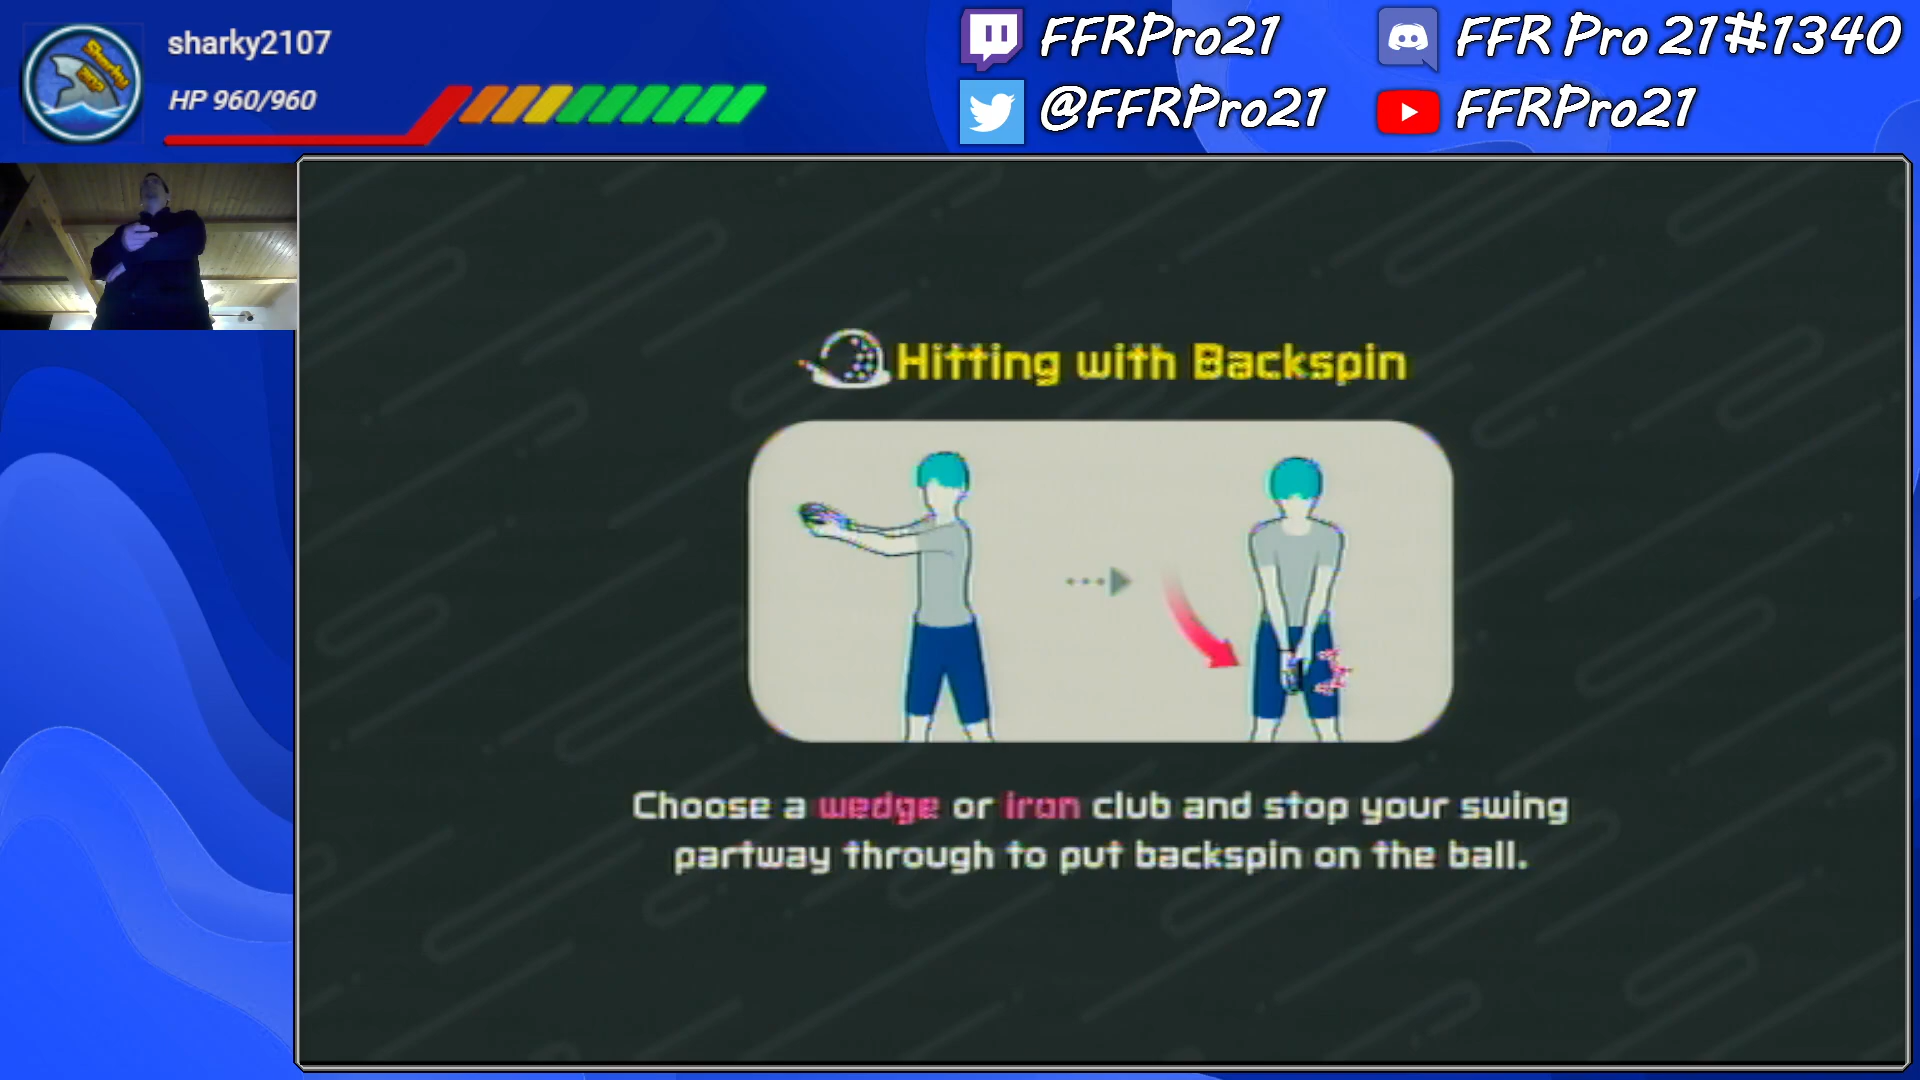 sharky2107
HP 960/960
FFRPro21
FFR Pro 21#1340
@FFRPro21
FFRPro21
Hitting with Backspin
Choose a wedge or iron club and stop your swing
partway through to put backspin on the ball.